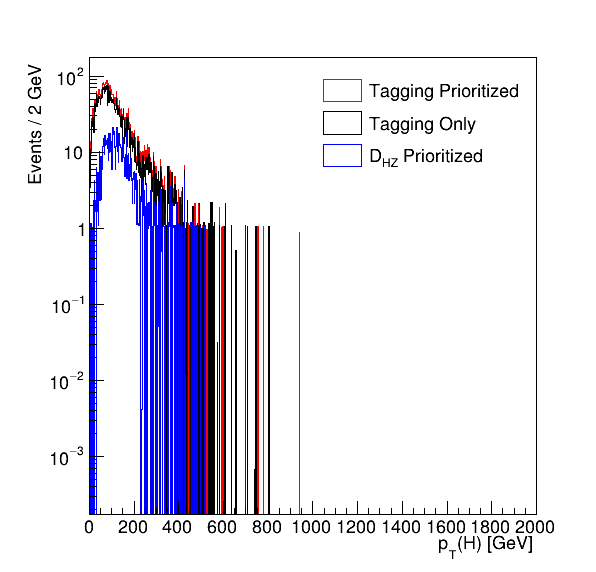 Events / 2 GeV
10²
10
1
10⁻¹
10⁻²
10⁻³
Tagging Prioritized
Tagging Only
D_HZ Prioritized
0 200 400 600 800 1000 1200 1400 1600 1800 2000
p_T(H) [GeV]